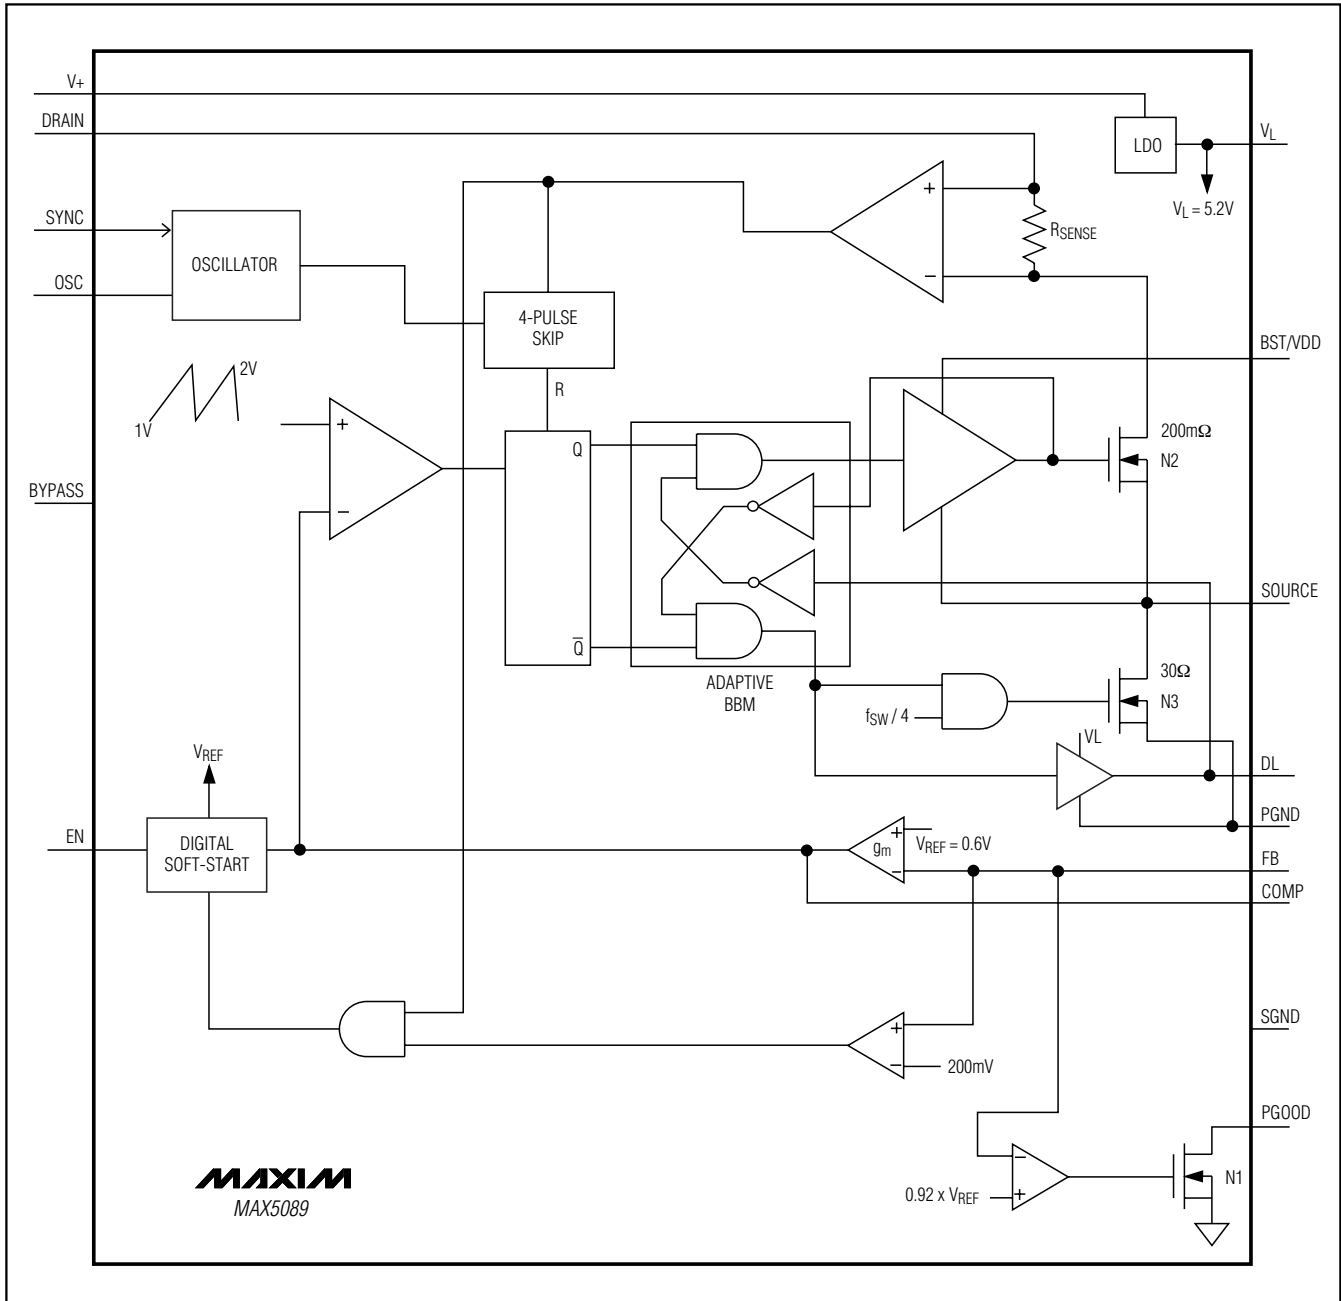 V+
DRAIN
LDO
VL
VL = 5.2V
SYNC
OSCILLATOR
OSC
+
RSENSE
−
4-PULSE
SKIP
R
1V
2V
BYPASS
+
−
Q
Q̅
ADAPTIVE
BBM
BST/VDD
200mΩ
N2
SOURCE
30Ω
N3
fSW / 4
VL
DL
PGND
VREF
EN
DIGITAL
SOFT-START
gm
+
−
VREF = 0.6V
FB
COMP
+
−
200mV
SGND
PGOOD
−
+
0.92 x VREF
N1
MAXIM
MAX5089